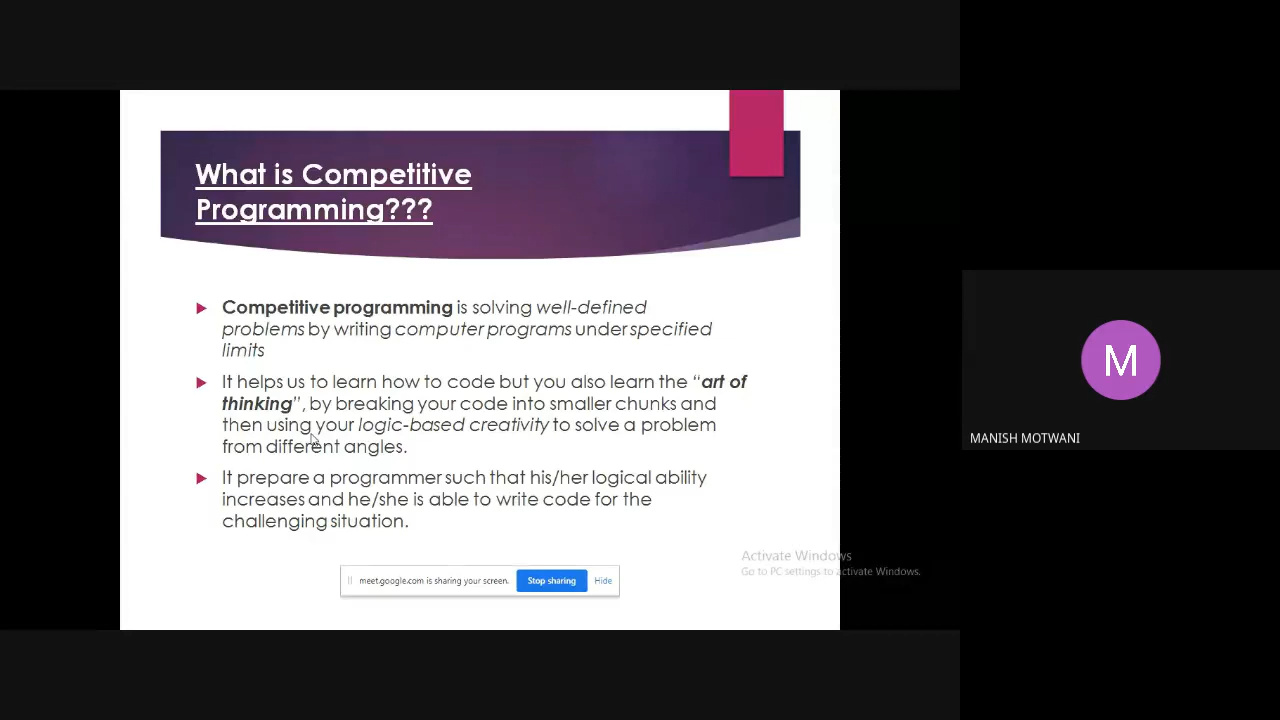 What is Competitive
Programming???
Competitive programming is solving well-defined
problems by writing computer programs under specified
limits
It helps us to learn how to code but you also learn the “art of
thinking”, by breaking your code into smaller chunks and
then using your logic-based creativity to solve a problem
from different angles.
It prepare a programmer such that his/her logical ability
increases and he/she is able to write code for the
challenging situation.
meet.google.com is sharing your screen. Stop sharing Hide
Activate Windows
Go to PC settings to activate Windows.
M
MANISH MOTWANI